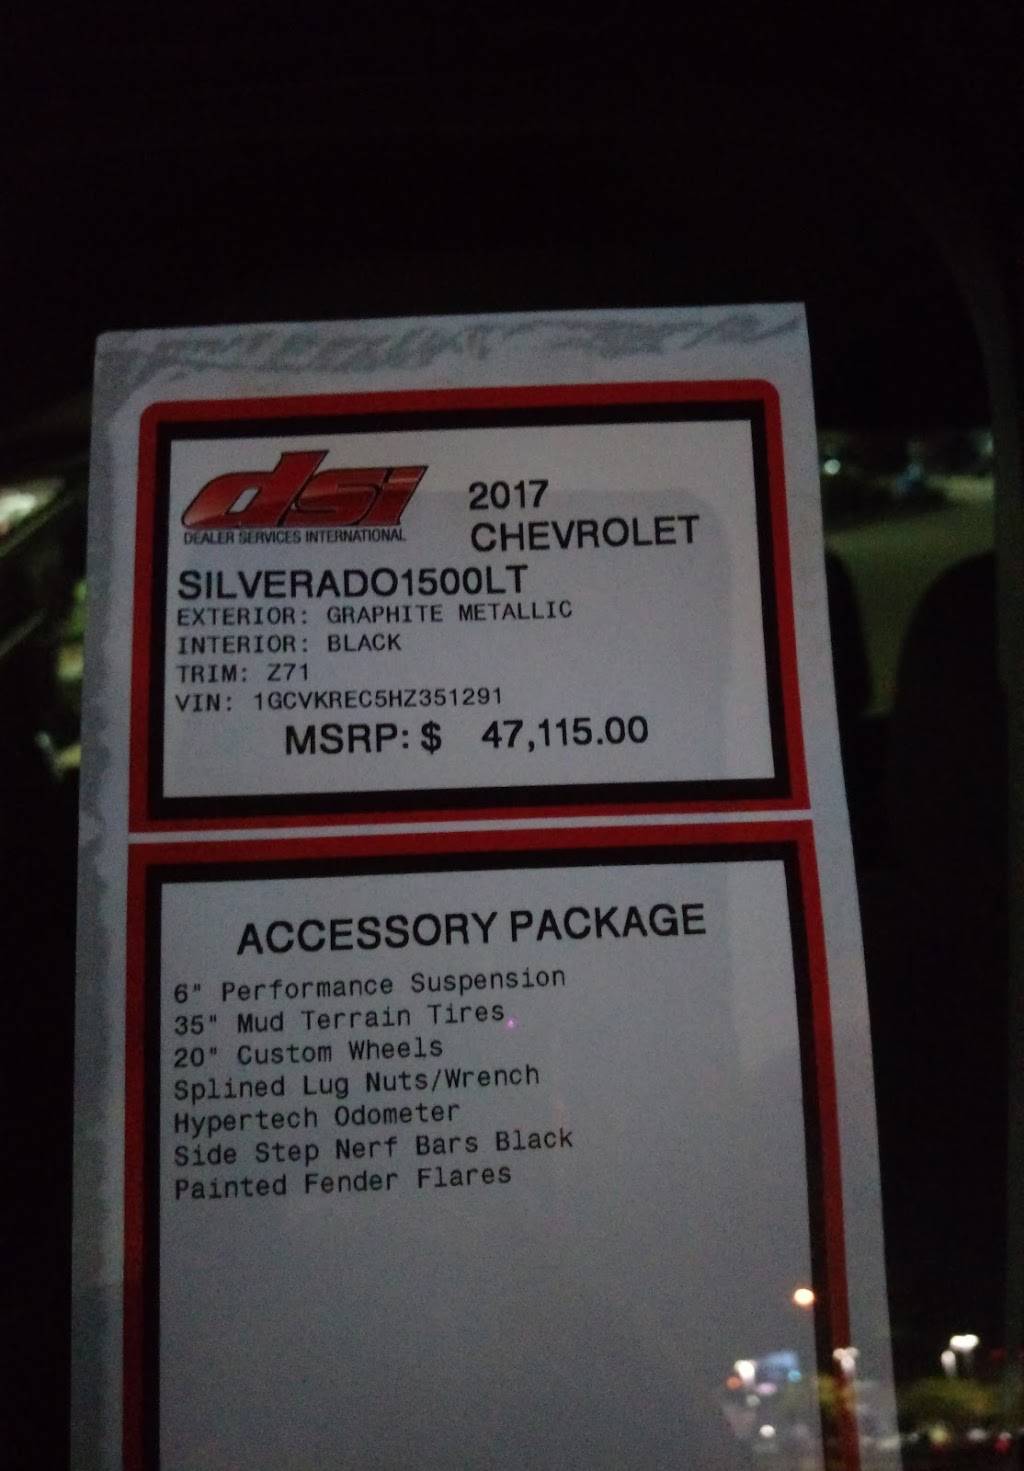 dsi
DEALER SERVICES INTERNATIONAL
2017
CHEVROLET
SILVERADO1500LT
EXTERIOR: GRAPHITE METALLIC
INTERIOR: BLACK
TRIM: Z71
VIN: 1GCVKREC5HZ351291
MSRP: $ 47,115.00
ACCESSORY PACKAGE
6" Performance Suspension
35" Mud Terrain Tires
20" Custom Wheels
Splined Lug Nuts/Wrench
Hypertech Odometer
Side Step Nerf Bars Black
Painted Fender Flares